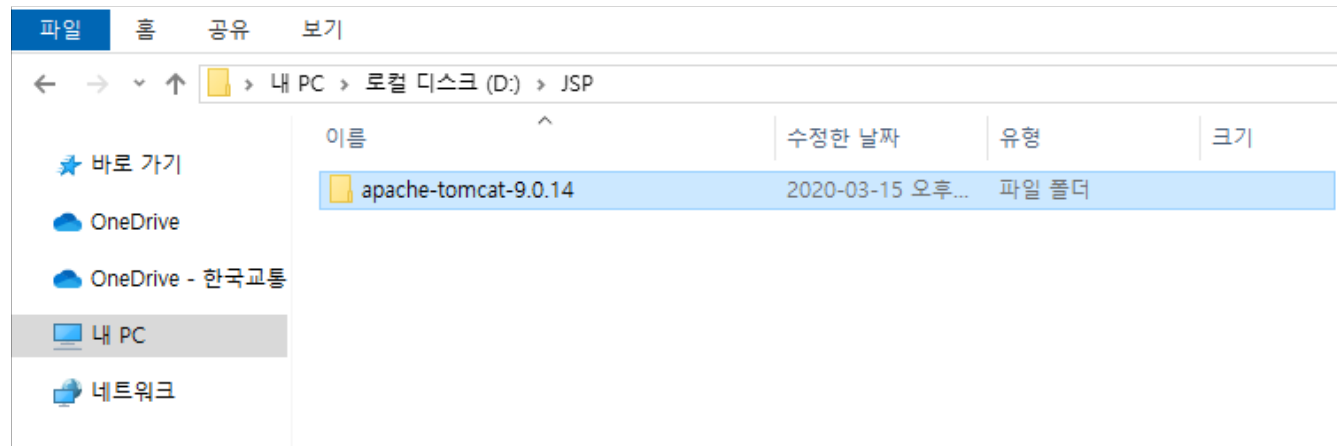 파일 홈 공유 보기
내 PC > 로컬 디스크 (D:) > JSP
이름 수정한 날짜 유형 크기
바로 가기
apache-tomcat-9.0.14 2020-03-15 오후... 파일 폴더
OneDrive
OneDrive - 한국교통
내 PC
네트워크